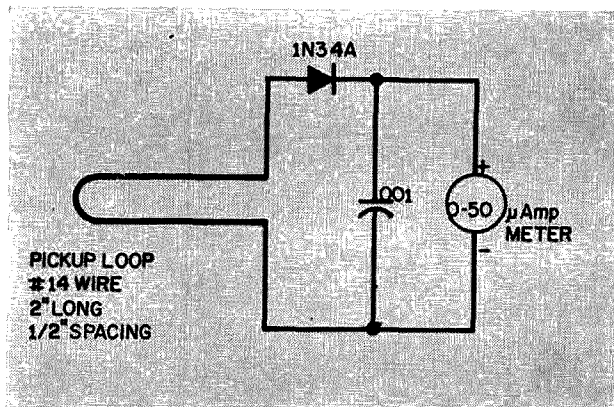 1N34A
.001
+
0-50 µAmp
METER
-
PICKUP LOOP
#14 WIRE
2" LONG
1/2" SPACING